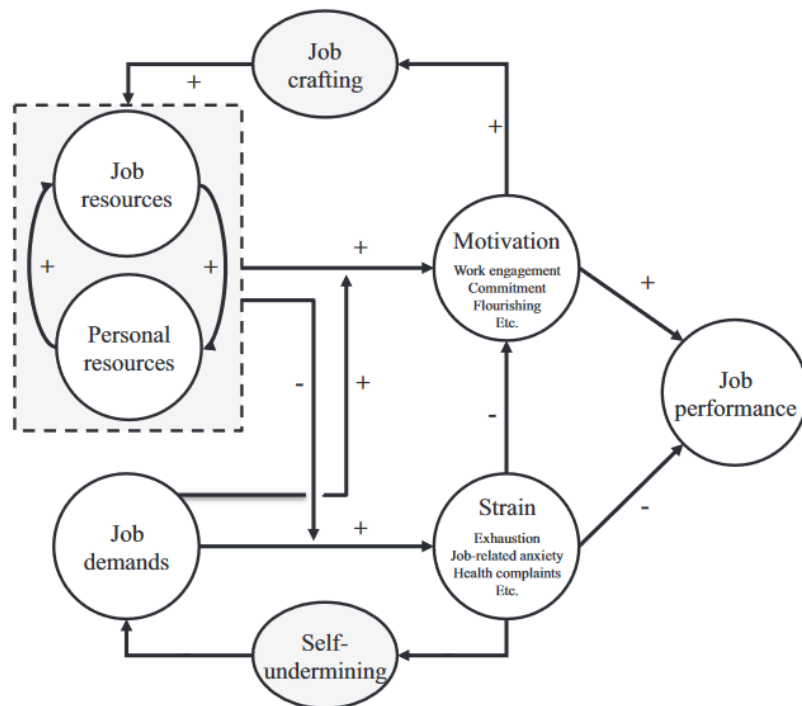 Job
crafting
+
+
Job
resources
+
+
Personal
resources
+
Motivation
Work engagement
Commitment
Flourishing
Etc.
+
-
+
-
Job
performance
Job
demands
+
Strain
Exhaustion
Job-related anxiety
Health complaints
Etc.
-
Self-
undermining